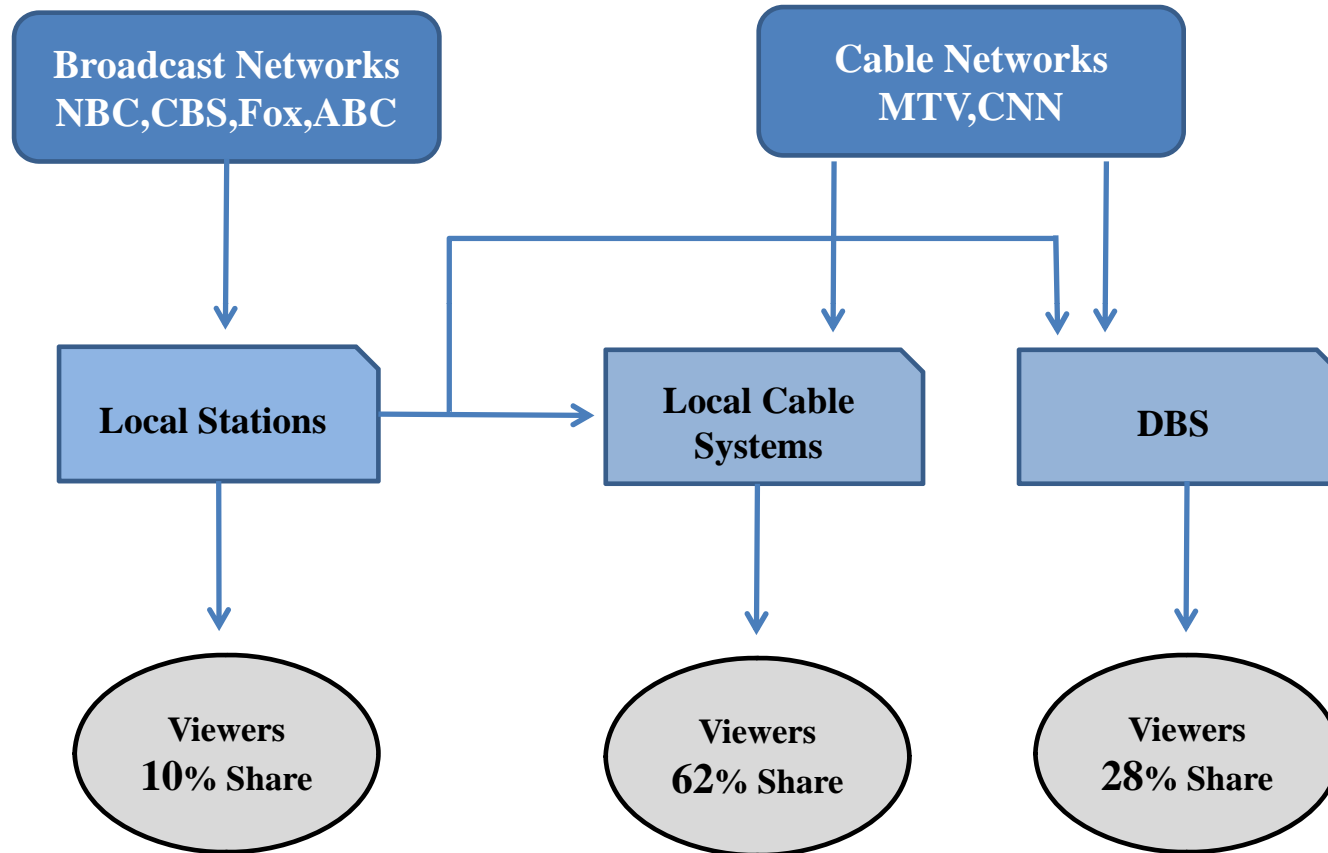 Broadcast Networks
NBC,CBS,Fox,ABC
Cable Networks
MTV,CNN
Local Stations
Local Cable
Systems
DBS
Viewers
10% Share
Viewers
62% Share
Viewers
28% Share